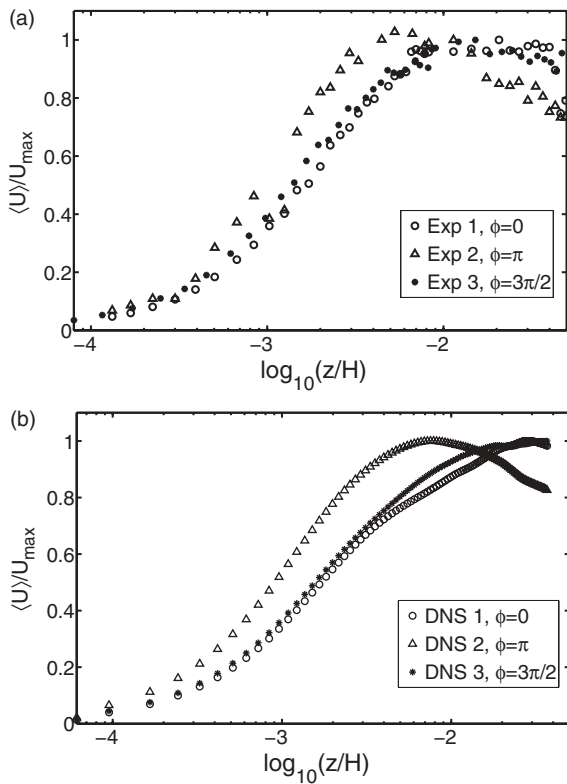 (a)
1
0.8
0.6
0.4
0.2
0
⟨U⟩/U_max
Exp 1, ϕ=0
Exp 2, ϕ=π
Exp 3, ϕ=3π/2
−4 −3 −2
log₁₀(z/H)
(b)
1
0.8
0.6
0.4
0.2
0
⟨U⟩/U_max
DNS 1, ϕ=0
DNS 2, ϕ=π
DNS 3, ϕ=3π/2
−4 −3 −2
log₁₀(z/H)